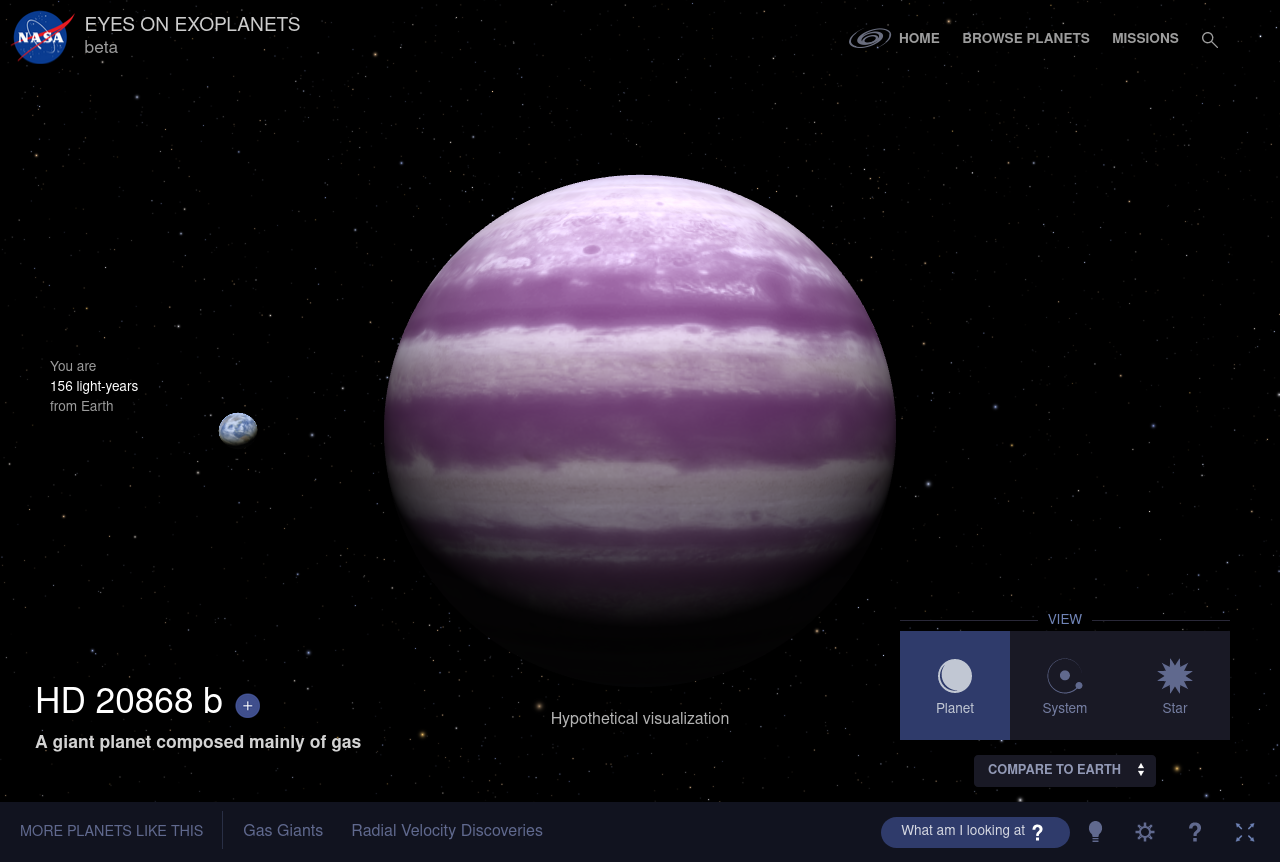 NASA
EYES ON EXOPLANETS
beta
HOME
BROWSE PLANETS
MISSIONS
You are
156 light-years
from Earth
HD 20868 b +
A giant planet composed mainly of gas
Hypothetical visualization
VIEW
Planet
System
Star
COMPARE TO EARTH
MORE PLANETS LIKE THIS
Gas Giants
Radial Velocity Discoveries
What am I looking at ?
?